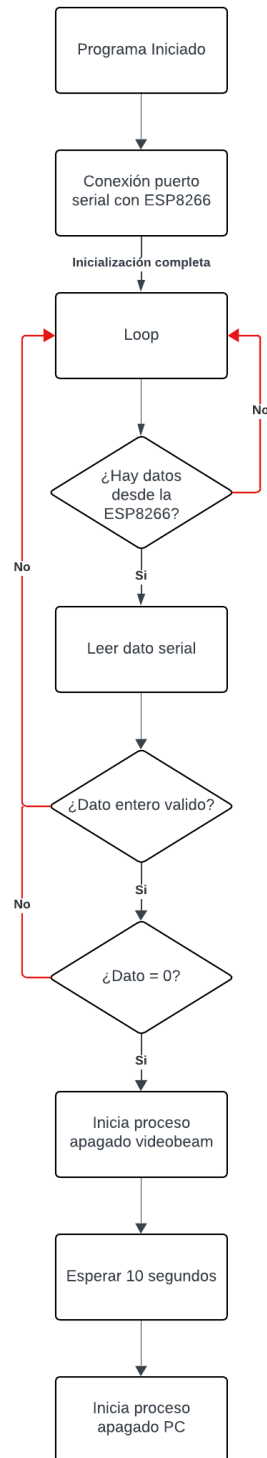 Programa Iniciado
Conexión puerto
serial con ESP8266
Inicialización completa
Loop
No
¿Hay datos
desde la
ESP8266?
No
Si
Leer dato serial
¿Dato entero valido?
Si
No
¿Dato = 0?
Si
Inicia proceso
apagado videobeam
Esperar 10 segundos
Inicia proceso
apagado PC